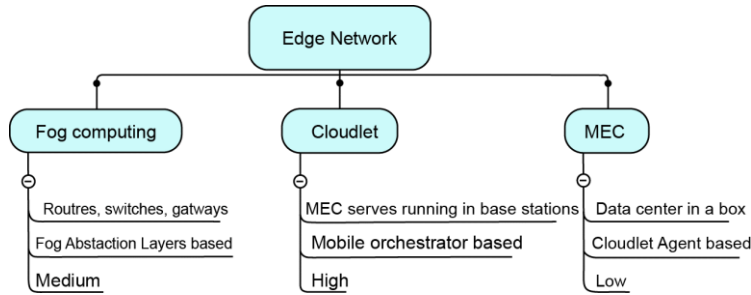 Edge Network
Fog computing
Cloudlet
MEC
Routres, switches, gatways
Fog Abstaction Layers based
Medium
MEC serves running in base stations
Mobile orchestrator based
High
Data center in a box
Cloudlet Agent based
Low